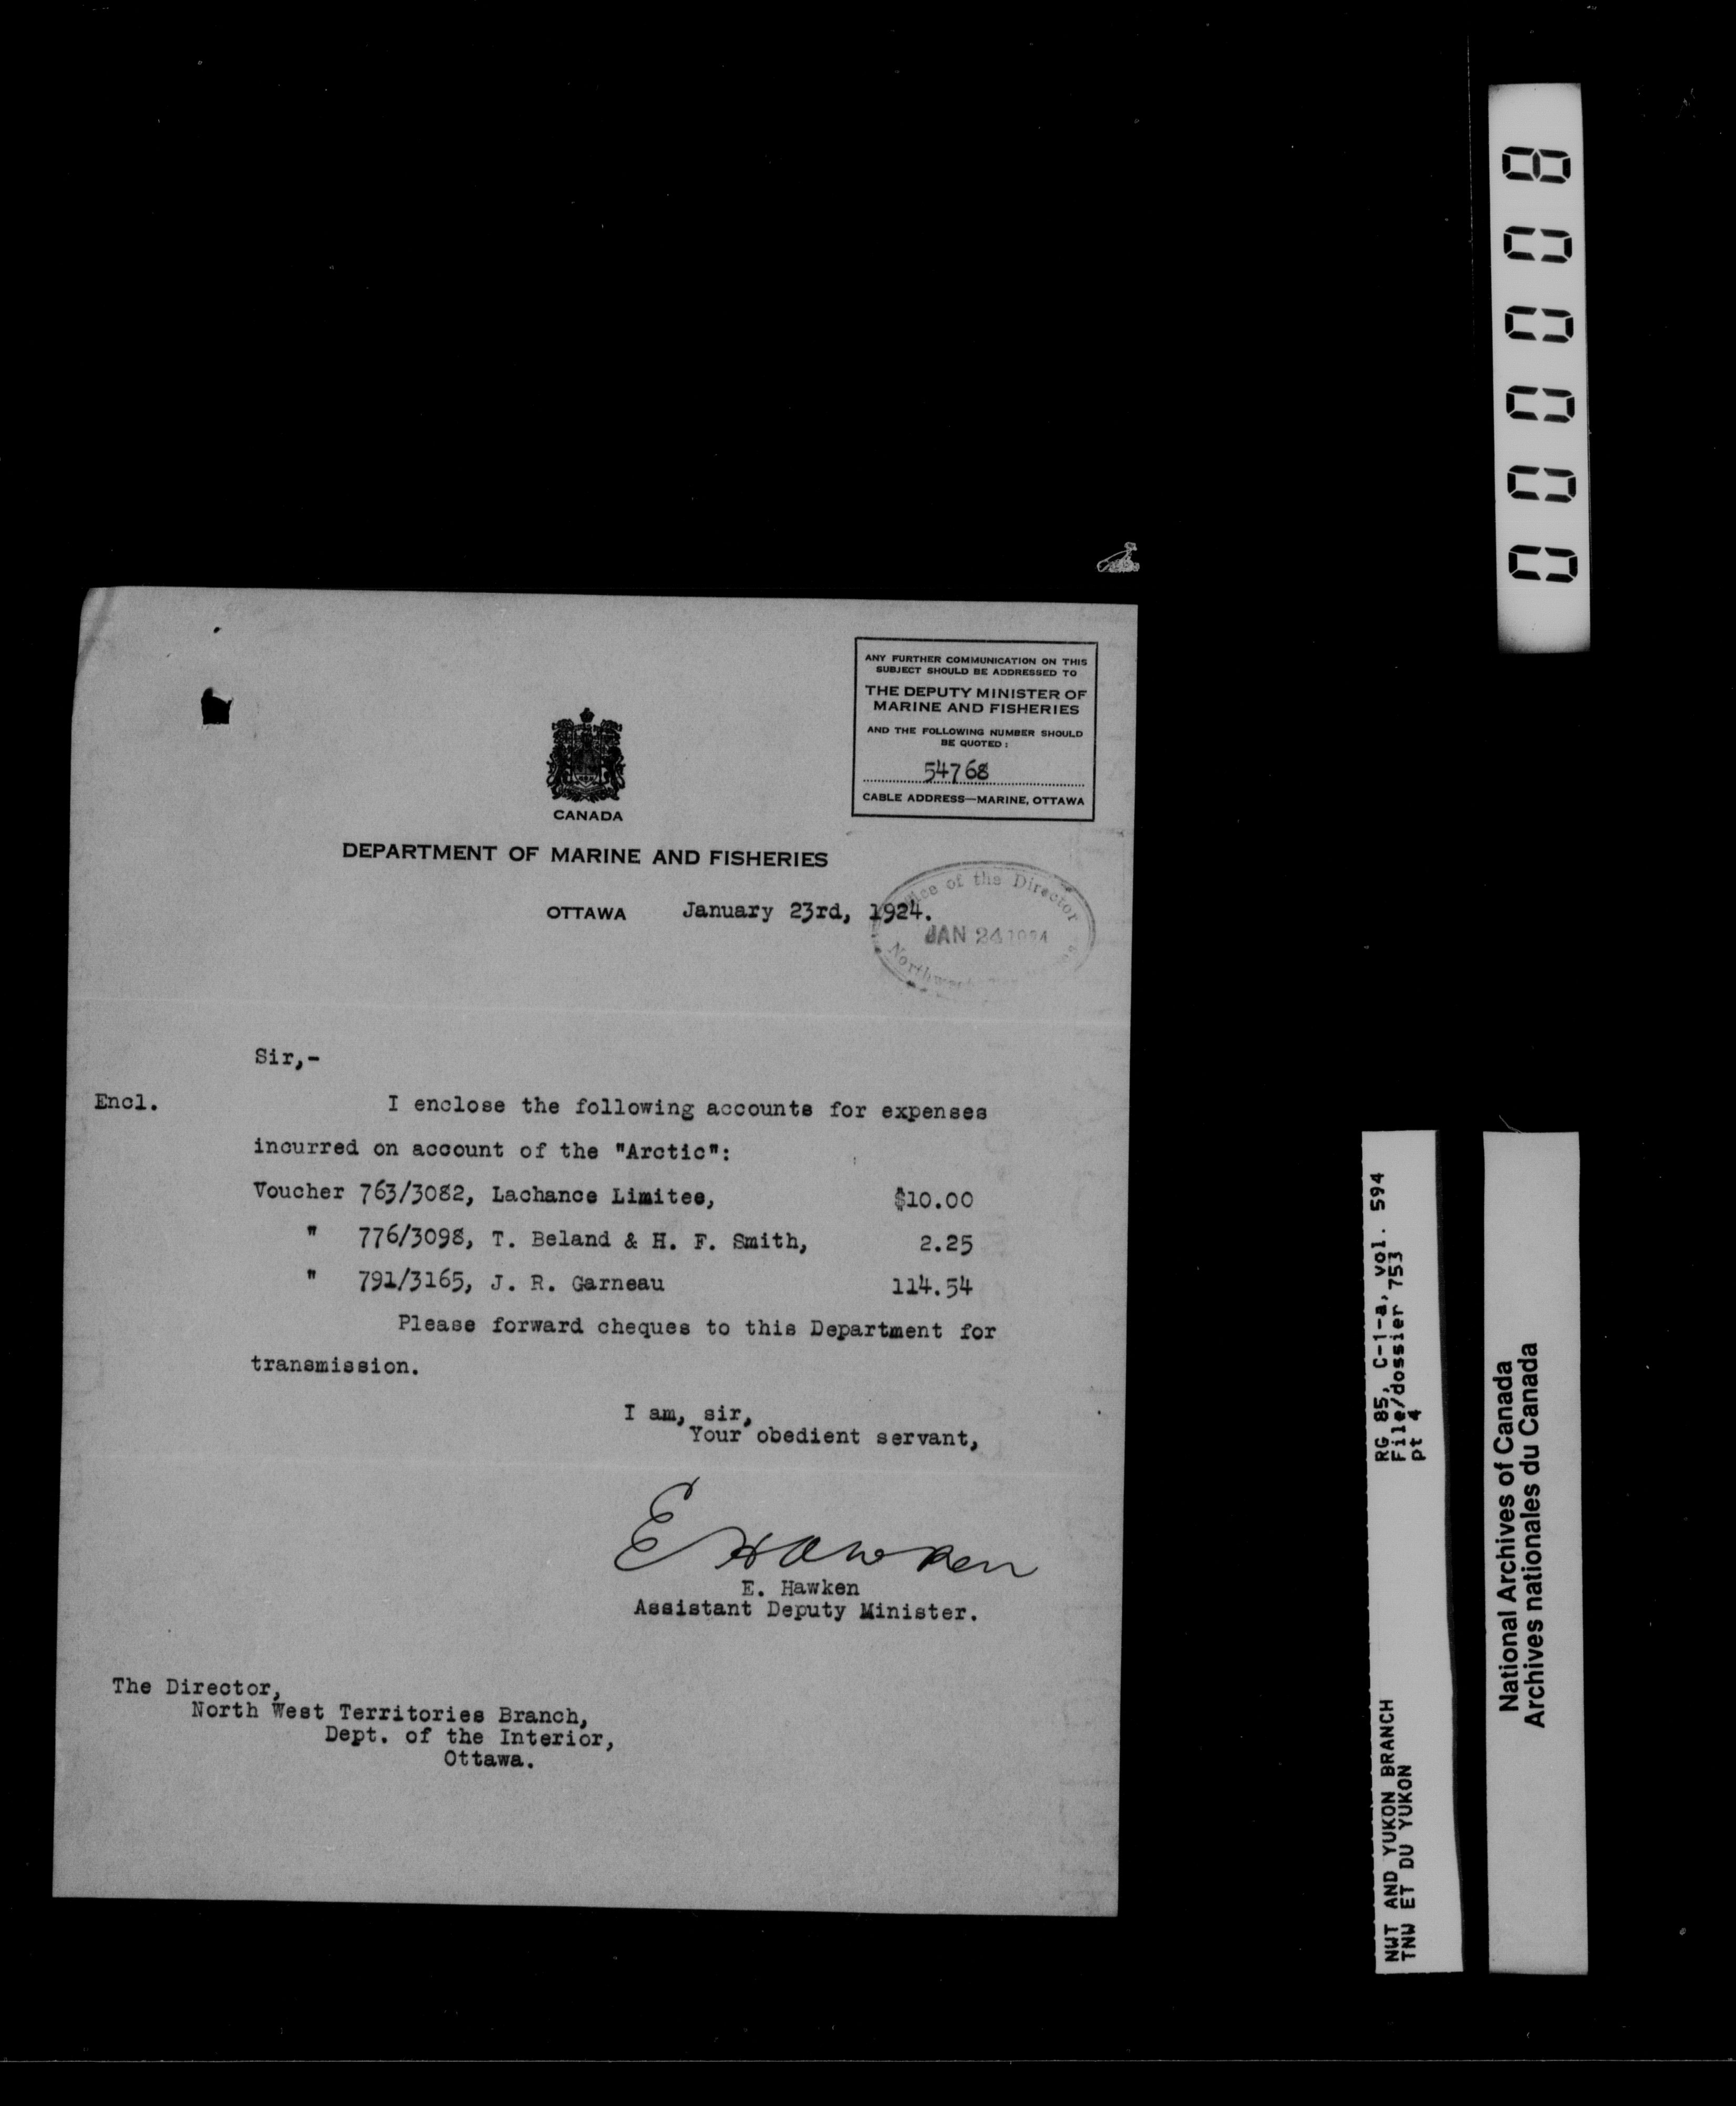 ANY FURTHER COMMUNICATION ON THIS
SUBJECT SHOULD BE ADDRESSED TO
THE DEPUTY MINISTER OF
MARINE AND FISHERIES
AND THE FOLLOWING NUMBER SHOULD
BE QUOTED:
54768
CABLE ADDRESS—MARINE, OTTAWA
CANADA
DEPARTMENT OF MARINE AND FISHERIES
OTTAWA January 23rd, 1924.
of the Director
JAN 24 1924
Sir,-
Encl. I enclose the following accounts for expenses
incurred on account of the "Arctic":
Voucher 763/3082, Lachance Limitee, $10.00
" 776/3098, T. Beland & H. F. Smith, 2.25
" 791/3165, J. R. Garneau 114.54
Please forward cheques to this Department for
transmission.
I am, sir,
Your obedient servant,
E Hawken
E. Hawken
Assistant Deputy Minister.
The Director,
North West Territories Branch,
Dept. of the Interior,
Ottawa.
000008
RG 85, C-1-a, vol. 594
File/dossier 753
pt 4
NWT AND YUKON BRANCH
TNW ET DU YUKON
National Archives of Canada
Archives nationales du Canada